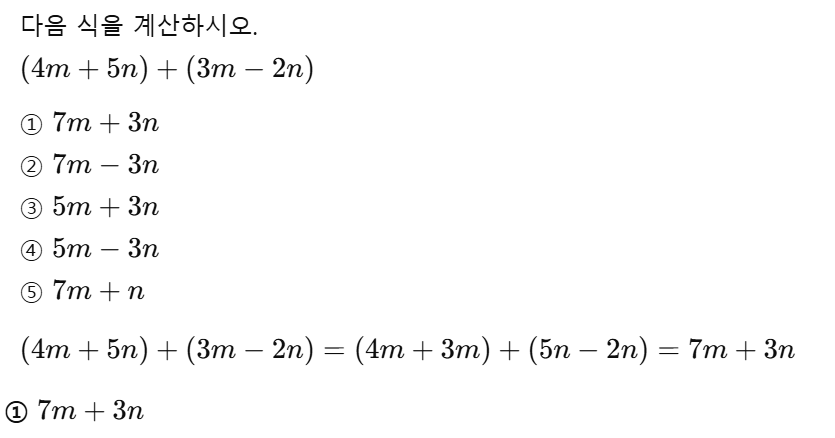 다음 식을 계산하시오.
(4m + 5n) + (3m − 2n)
① 7m + 3n
② 7m − 3n
③ 5m + 3n
④ 5m − 3n
⑤ 7m + n
(4m + 5n) + (3m − 2n) = (4m + 3m) + (5n − 2n) = 7m + 3n
① 7m + 3n